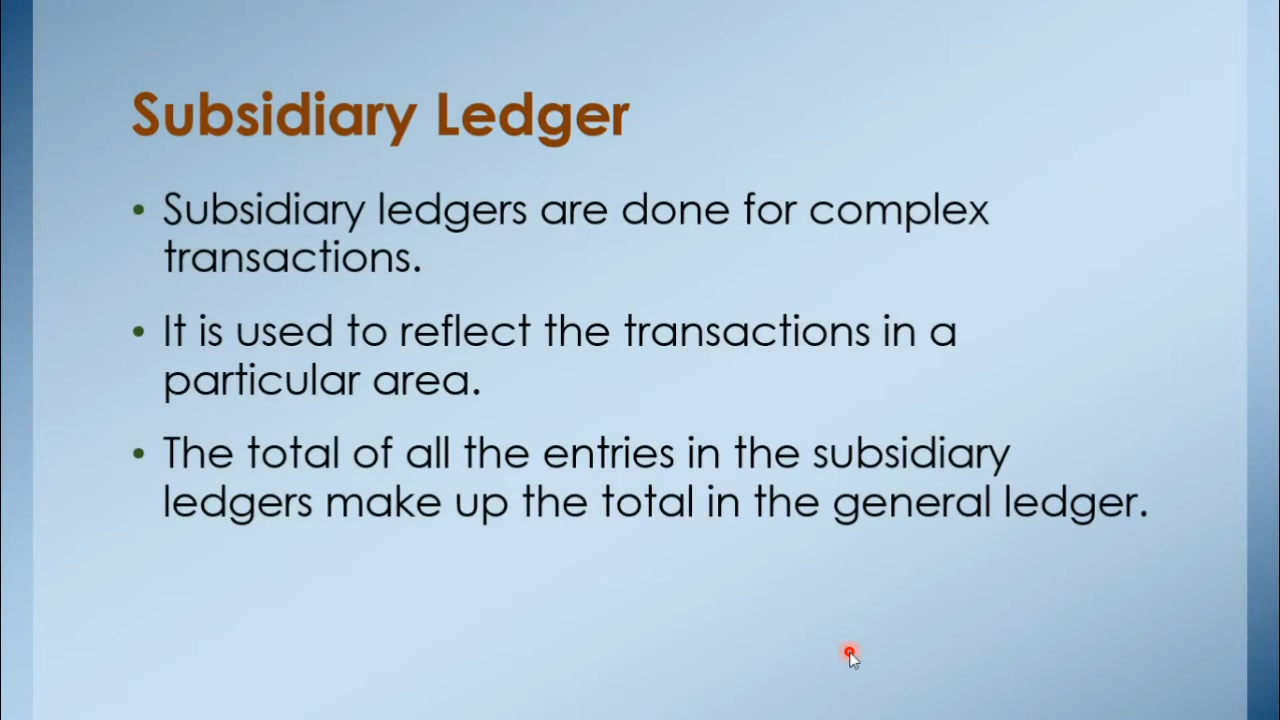 Subsidiary Ledger
• Subsidiary ledgers are done for complex
transactions.
• It is used to reflect the transactions in a
particular area.
• The total of all the entries in the subsidiary
ledgers make up the total in the general ledger.